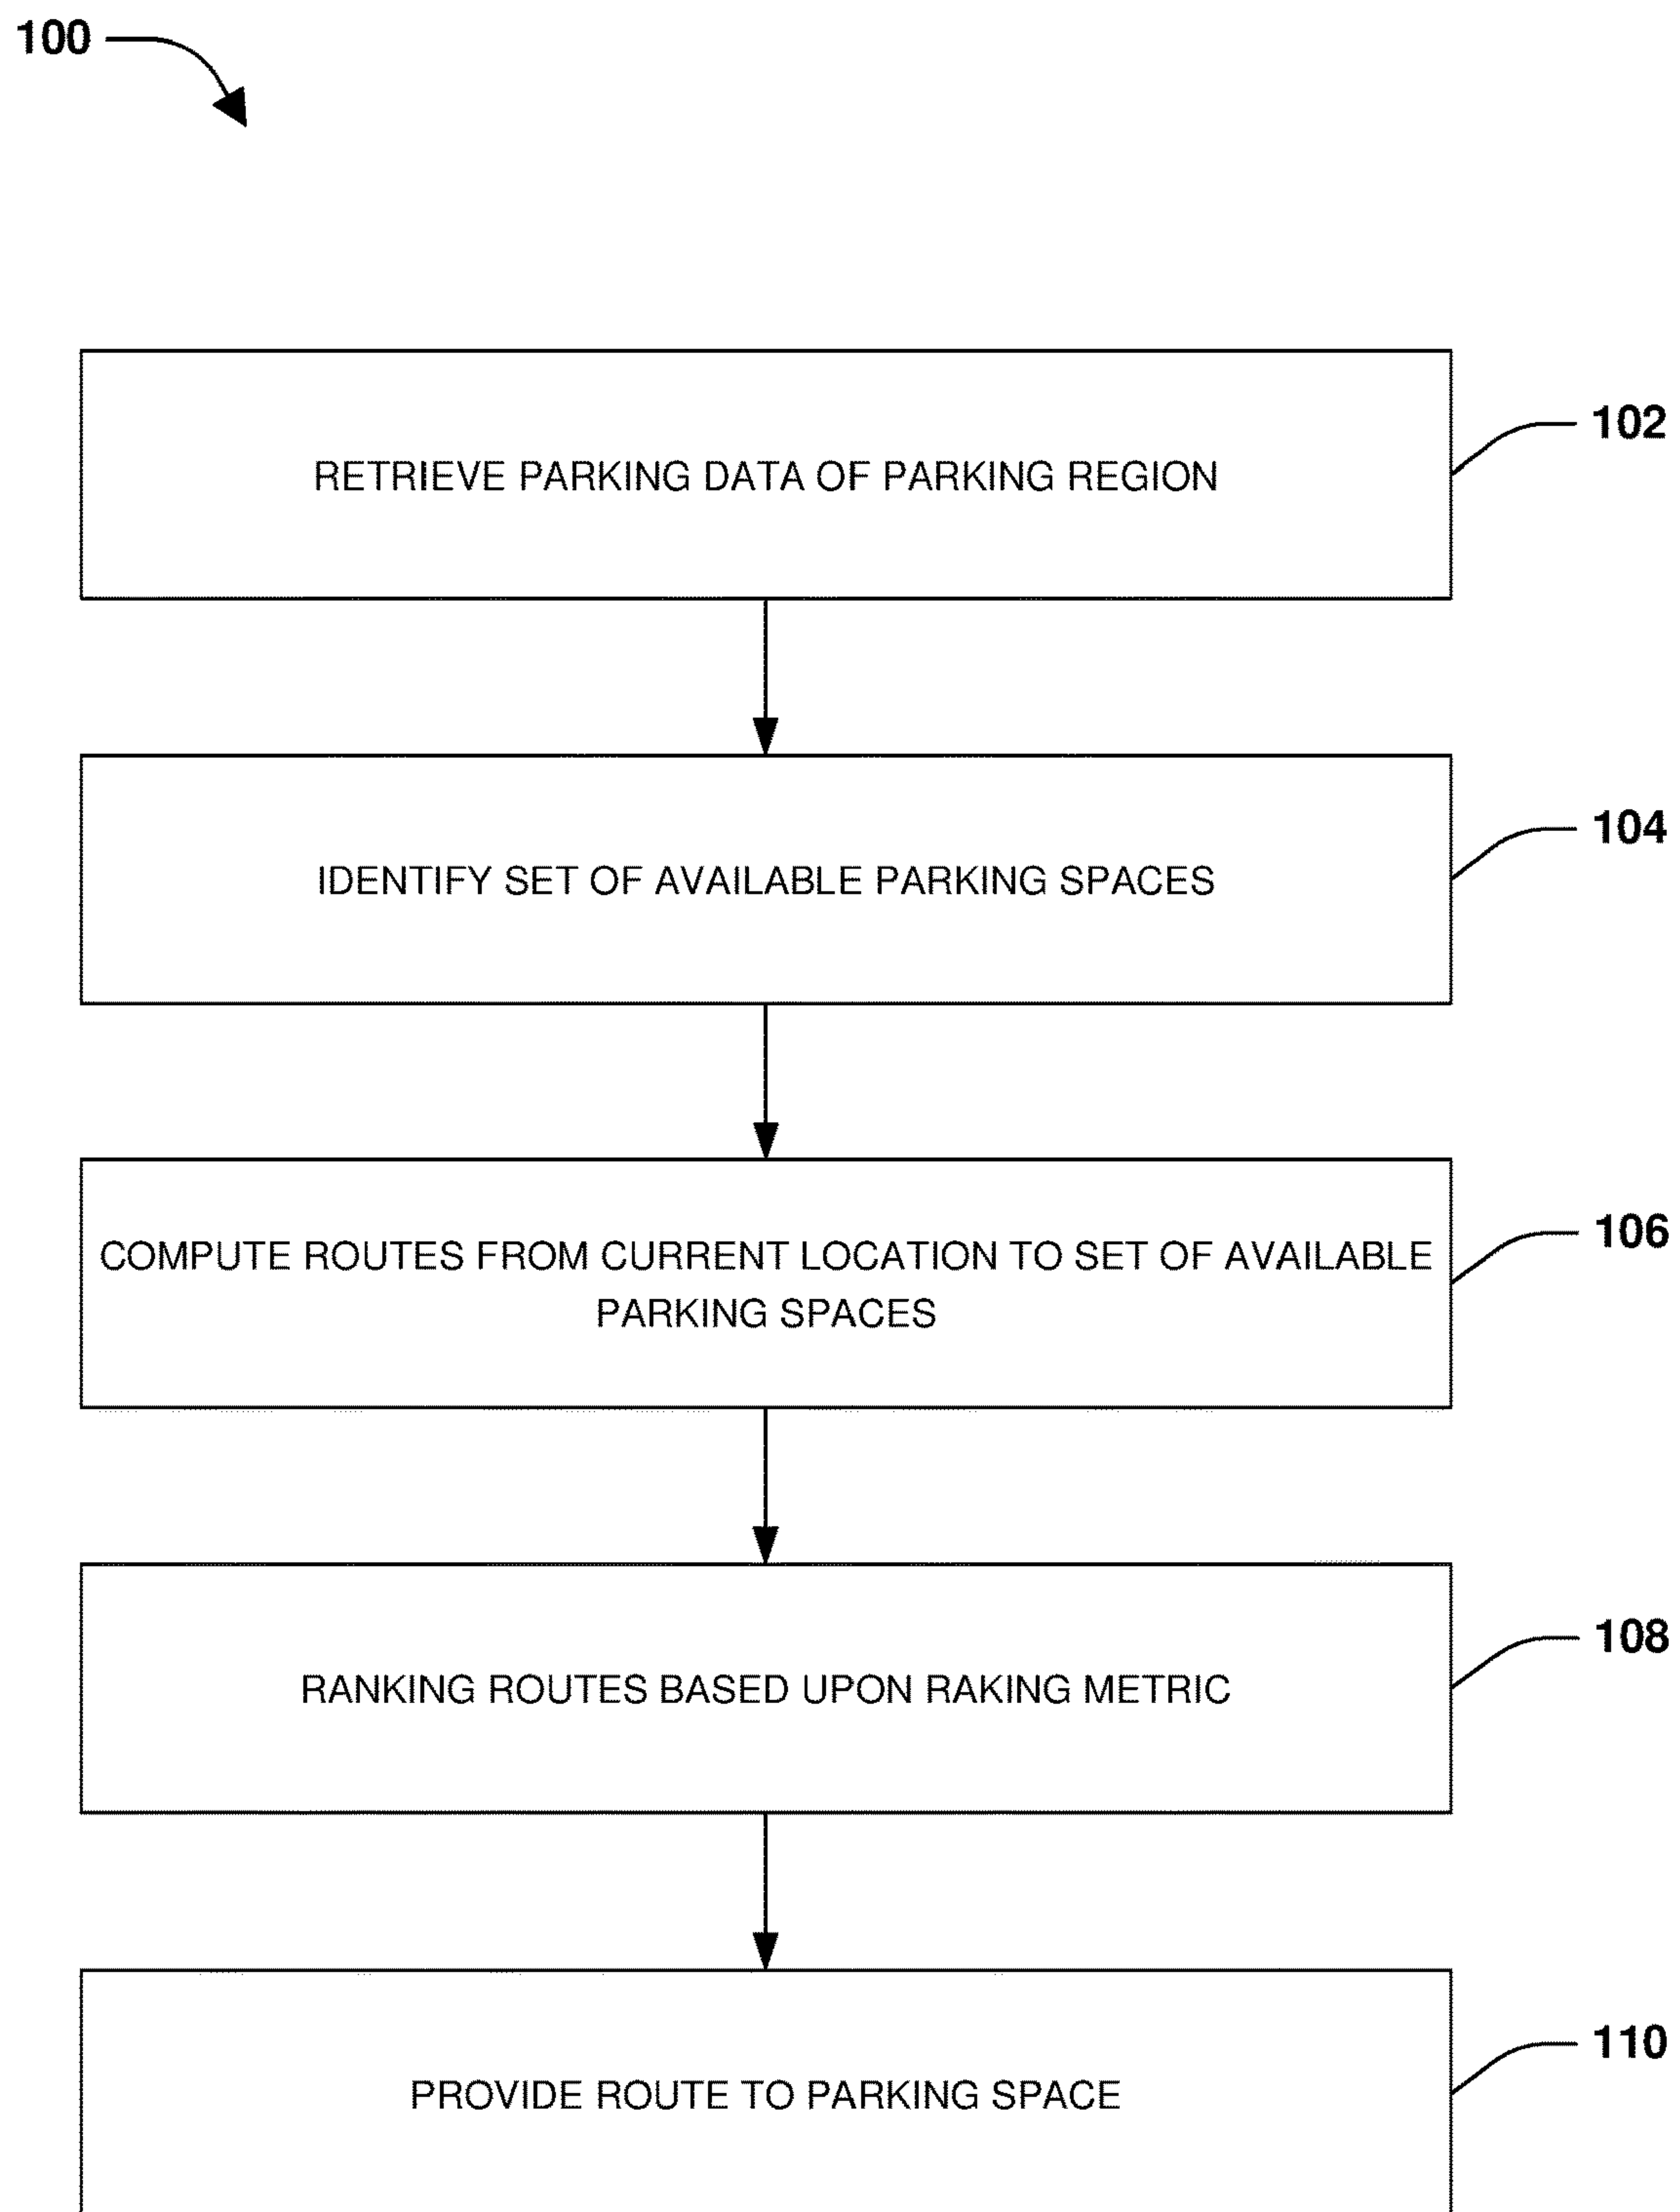 100
RETRIEVE PARKING DATA OF PARKING REGION
102
IDENTIFY SET OF AVAILABLE PARKING SPACES
104
COMPUTE ROUTES FROM CURRENT LOCATION TO SET OF AVAILABLE
PARKING SPACES
106
RANKING ROUTES BASED UPON RAKING METRIC
108
PROVIDE ROUTE TO PARKING SPACE
110